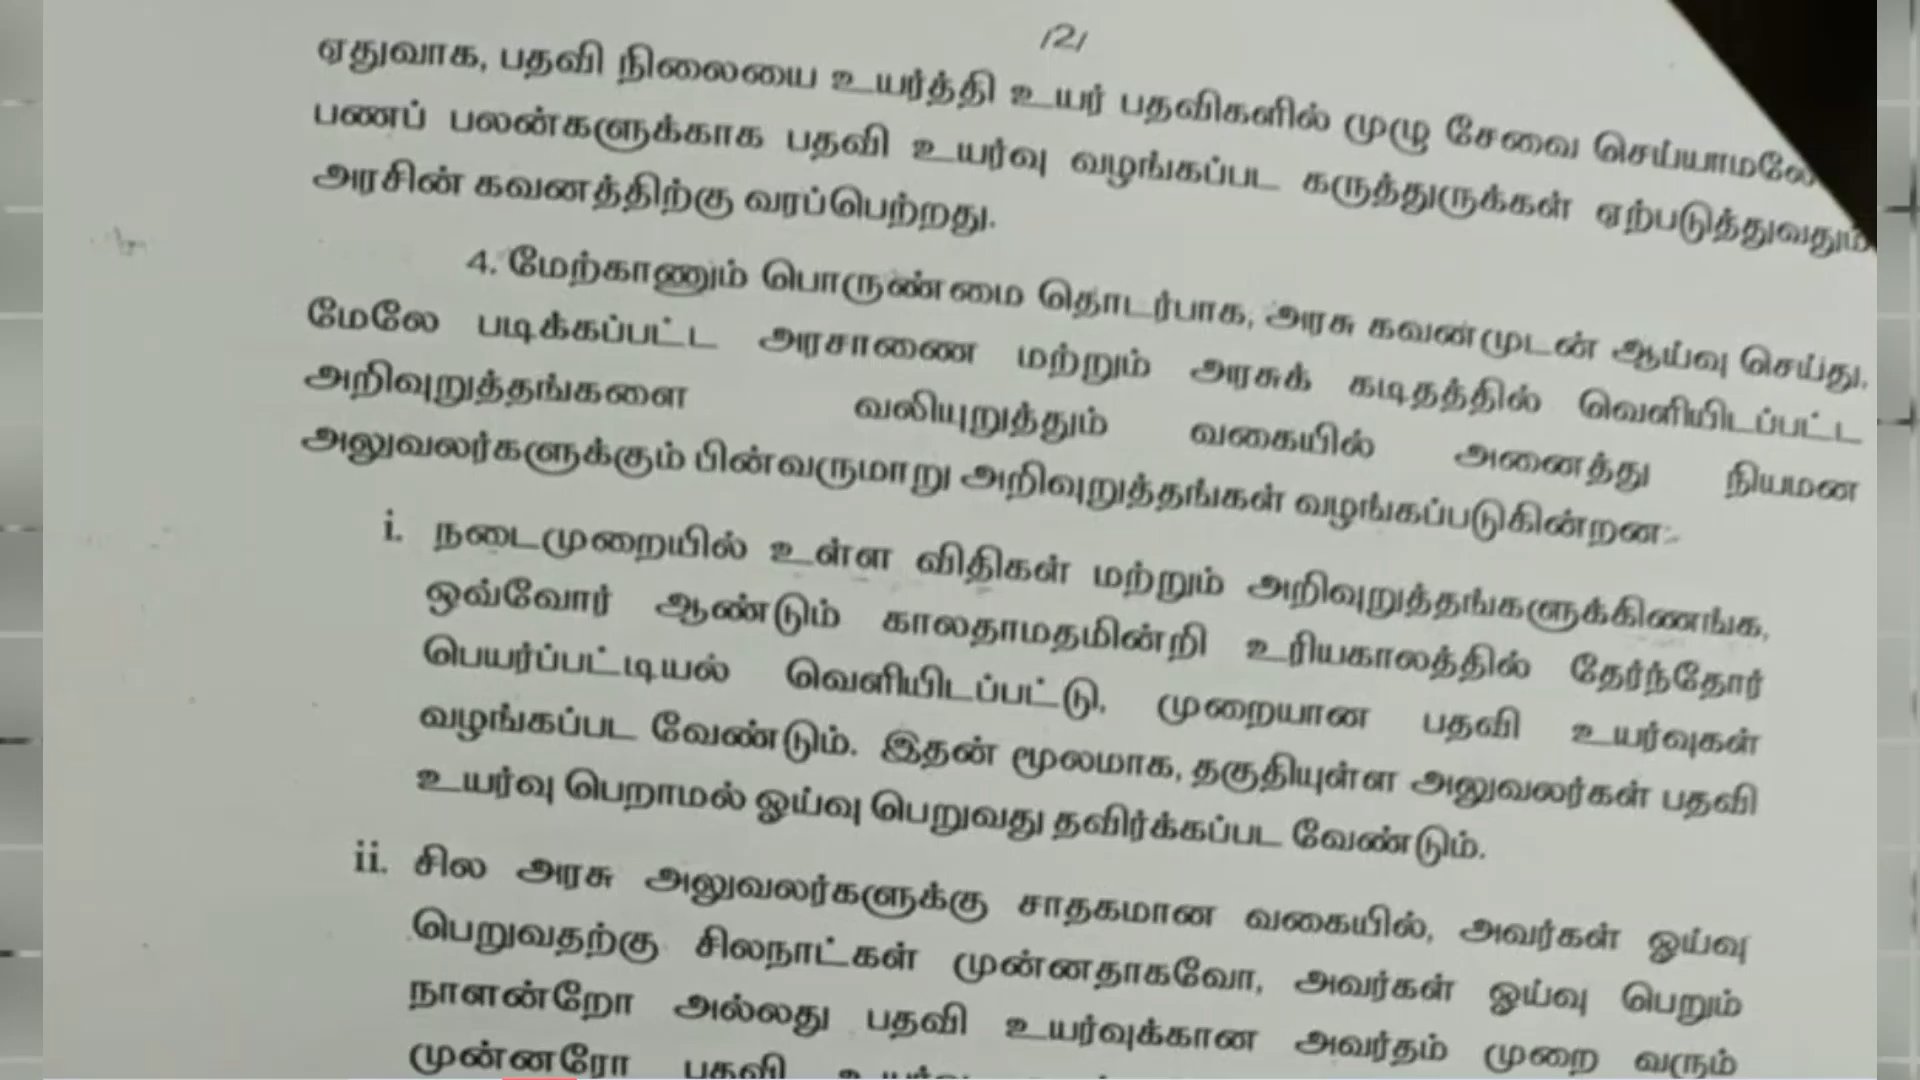 /2/
ஏதுவாக, பதவி நிலையை உயர்த்தி உயர் பதவிகளில் முழு சேவை செய்யாமலே
பணப் பலன்களுக்காக பதவி உயர்வு வழங்கப்பட கருத்துருக்கள் ஏற்படுத்துவதும்
அரசின் கவனத்திற்கு வரப்பெற்றது.
4. மேற்காணும் பொருண்மை தொடர்பாக, அரசு கவனமுடன் ஆய்வு செய்து,
மேலே படிக்கப்பட்ட அரசாணை மற்றும் அரசுக் கடிதத்தில் வெளியிடப்பட்ட
அறிவுறுத்தங்களை வலியுறுத்தும் வகையில் அனைத்து நியமன
அலுவலர்களுக்கும் பின்வருமாறு அறிவுறுத்தங்கள் வழங்கப்படுகின்றன:-
i. நடைமுறையில் உள்ள விதிகள் மற்றும் அறிவுறுத்தங்களுக்கிணங்க,
ஒவ்வோர் ஆண்டும் காலதாமதமின்றி உரியகாலத்தில் தேர்ந்தோர்
பெயர்ப்பட்டியல் வெளியிடப்பட்டு, முறையான பதவி உயர்வுகள்
வழங்கப்பட வேண்டும். இதன் மூலமாக, தகுதியுள்ள அலுவலர்கள் பதவி
உயர்வு பெறாமல் ஓய்வு பெறுவது தவிர்க்கப்பட வேண்டும்.
ii. சில அரசு அலுவலர்களுக்கு சாதகமான வகையில், அவர்கள் ஓய்வு
பெறுவதற்கு சிலநாட்கள் முன்னதாகவோ, அவர்கள் ஓய்வு பெறும்
நாளன்றோ அல்லது பதவி உயர்வுக்கான அவர்தம் முறை வரும்
முன்னரோ பதவி